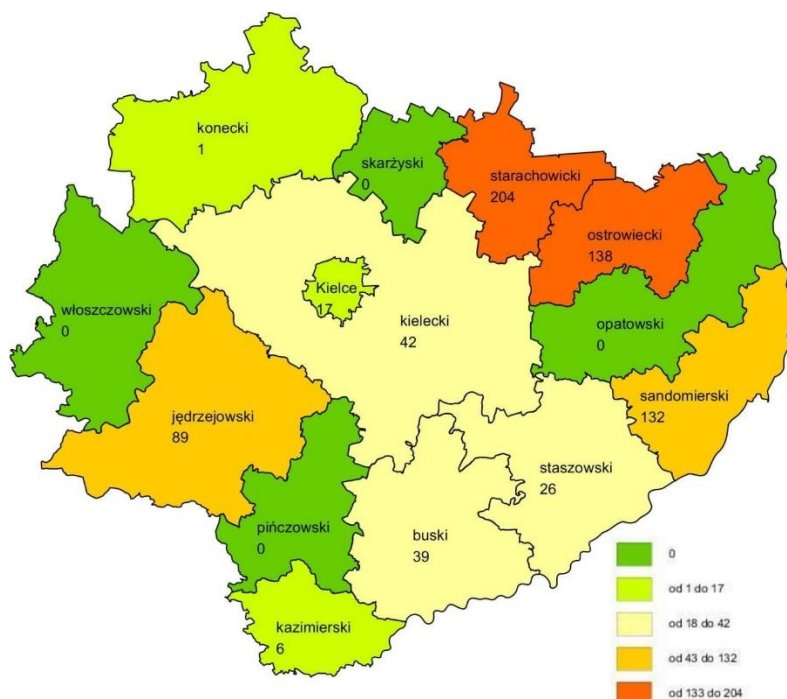 konecki
1
skarżyski
0
starachowicki
204
ostrowiecki
138
włoszczowski
0
Kielce
17
kielecki
42
opatowski
0
sandomierski
132
jędrzejowski
89
staszowski
26
pińczowski
0
buski
39
kazimierski
6
0
od 1 do 17
od 18 do 42
od 43 do 132
od 133 do 204